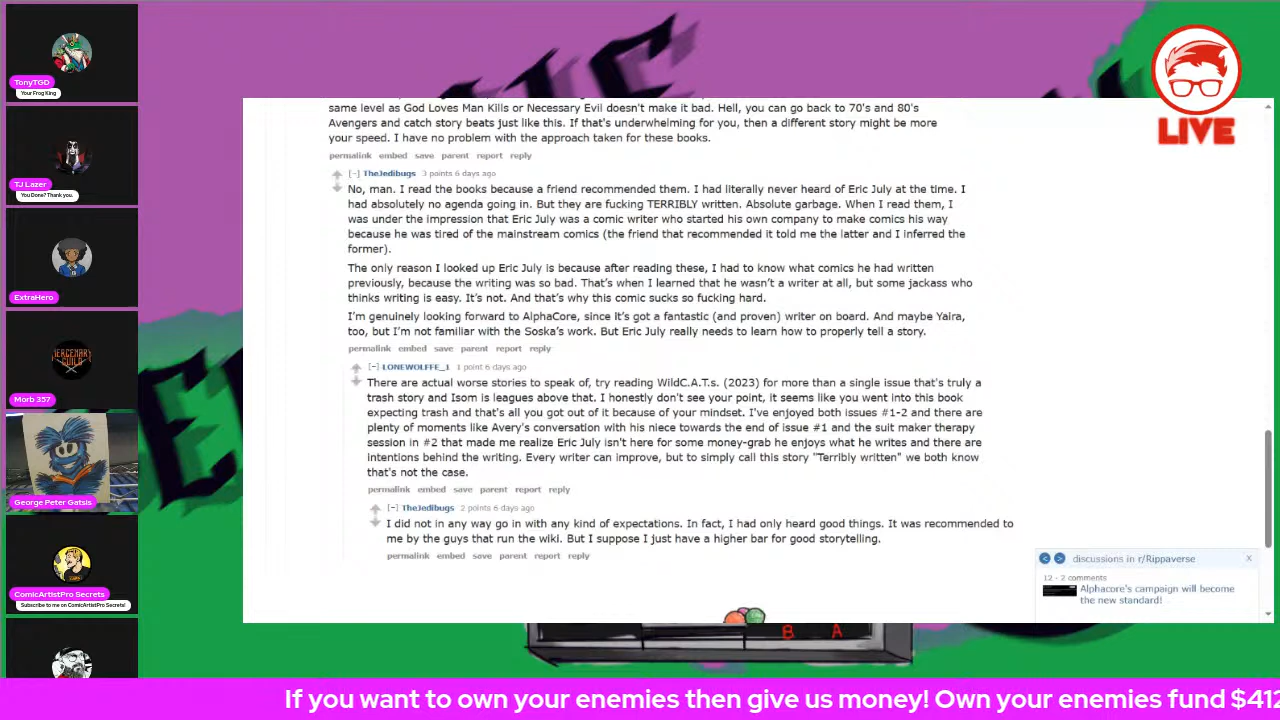 TonyTGD
Your Frog King
TJ Lazer
You Done? Thank you.
ExtraHero
Morb 357
George Peter Gatsis
ComicArtistPro Secrets
Subscribe to me on ComicArtistPro Secrets!
LIVE
same level as God Loves Man Kills or Necessary Evil doesn't make it bad. Hell, you can go back to 70's and 80's
Avengers and catch story beats just like this. If that's underwhelming for you, then a different story might be more
your speed. I have no problem with the approach taken for these books.
permalink embed save parent report reply
[-] TheJedibugs 3 points 6 days ago
No, man. I read the books because a friend recommended them. I had literally never heard of Eric July at the time. I
had absolutely no agenda going in. But they are fucking TERRIBLY written. Absolute garbage. When I read them, I
was under the impression that Eric July was a comic writer who started his own company to make comics his way
because he was tired of the mainstream comics (the friend that recommended it told me the latter and I inferred the
former).
The only reason I looked up Eric July is because after reading these, I had to know what comics he had written
previously, because the writing was so bad. That's when I learned that he wasn't a writer at all, but some jackass who
thinks writing is easy. It's not. And that's why this comic sucks so fucking hard.
I'm genuinely looking forward to AlphaCore, since it's got a fantastic (and proven) writer on board. And maybe Yaira,
too, but I'm not familiar with the Soska's work. But Eric July really needs to learn how to properly tell a story.
permalink embed save parent report reply
[-] LONEWOLFFE_1 1 point 6 days ago
There are actual worse stories to speak of, try reading WildC.A.T.s. (2023) for more than a single issue that's truly a
trash story and Isom is leagues above that. I honestly don't see your point, it seems like you went into this book
expecting trash and that's all you got out of it because of your mindset. I've enjoyed both issues #1-2 and there are
plenty of moments like Avery's conversation with his niece towards the end of issue #1 and the suit maker therapy
session in #2 that made me realize Eric July isn't here for some money-grab he enjoys what he writes and there are
intentions behind the writing. Every writer can improve, but to simply call this story "Terribly written" we both know
that's not the case.
permalink embed save parent report reply
[-] TheJedibugs 2 points 6 days ago
I did not in any way go in with any kind of expectations. In fact, I had only heard good things. It was recommended to
me by the guys that run the wiki. But I suppose I just have a higher bar for good storytelling.
permalink embed save parent report reply
discussions in r/Rippaverse X
12 · 2 comments
Alphacore's campaign will become
the new standard!
B A
If you want to own your enemies then give us money! Own your enemies fund $412